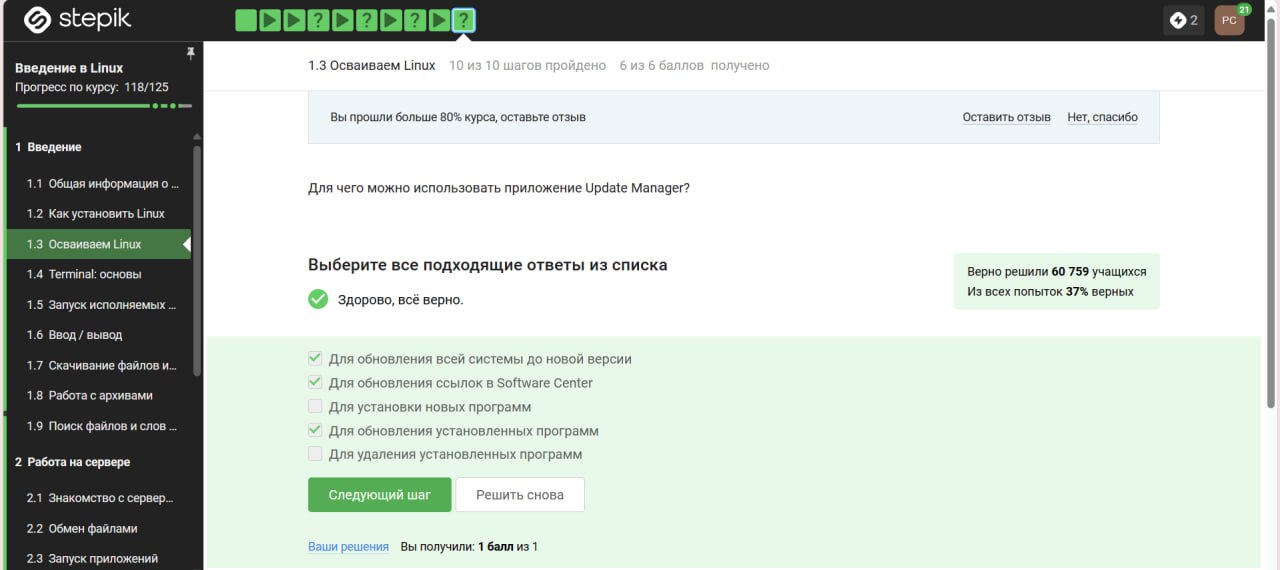 stepik
? ? ? ?
2
РС
21
Введение в Linux
Прогресс по курсу: 118/125
1 Введение
1.1 Общая информация о ...
1.2 Как установить Linux
1.3 Осваиваем Linux
1.4 Terminal: основы
1.5 Запуск исполняемых ...
1.6 Ввод / вывод
1.7 Скачивание файлов и...
1.8 Работа с архивами
1.9 Поиск файлов и слов ...
2 Работа на сервере
2.1 Знакомство с сервер...
2.2 Обмен файлами
2.3 Запуск приложений
1.3 Осваиваем Linux 10 из 10 шагов пройдено 6 из 6 баллов получено
Вы прошли больше 80% курса, оставьте отзыв Оставить отзыв Нет, спасибо
Для чего можно использовать приложение Update Manager?
Выберите все подходящие ответы из списка
Здорово, всё верно.
Верно решили 60 759 учащихся
Из всех попыток 37% верных
Для обновления всей системы до новой версии
Для обновления ссылок в Software Center
Для установки новых программ
Для обновления установленных программ
Для удаления установленных программ
Следующий шаг Решить снова
Ваши решения Вы получили: 1 балл из 1